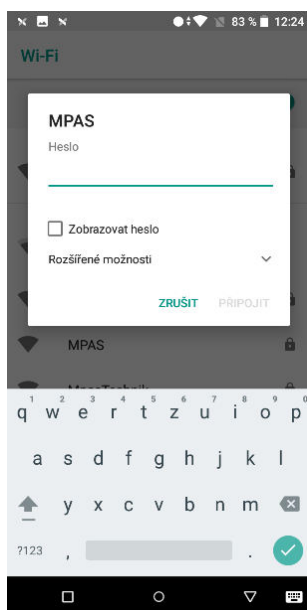 83 % 12:24
Wi-Fi
MPAS
Heslo
Zobrazovat heslo
Rozšířené možnosti
ZRUŠIT PŘIPOJIT
MPAS
MpasTechnik
1 2 3 4 5 6 7 8 9 0
q w e r t z u i o p
a s d f g h j k l
y x c v b n m
?123 , .